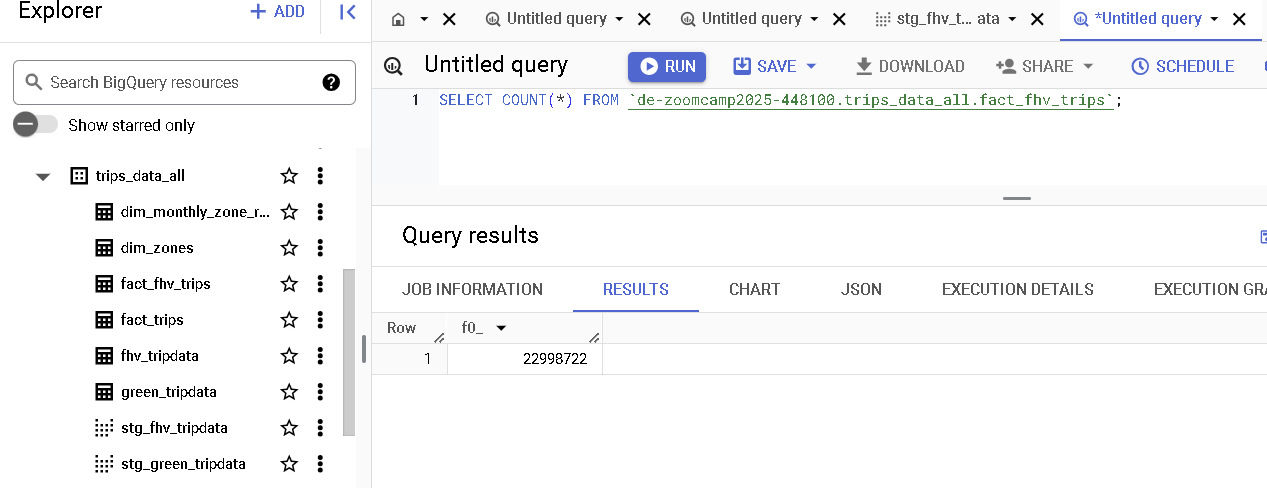 Explorer
+ ADD
Search BigQuery resources
?
Show starred only
trips_data_all
dim_monthly_zone_r...
dim_zones
fact_fhv_trips
fact_trips
fhv_tripdata
green_tripdata
stg_fhv_tripdata
stg_green_tripdata
Untitled query
Untitled query
stg_fhv_t... ata
*Untitled query
Untitled query
RUN
SAVE
DOWNLOAD
SHARE
SCHEDULE
1 SELECT COUNT(*) FROM `de-zoomcamp2025-448100.trips_data_all.fact_fhv_trips`;
Query results
JOB INFORMATION
RESULTS
CHART
JSON
EXECUTION DETAILS
EXECUTION GRA
Row f0_
1 22998722